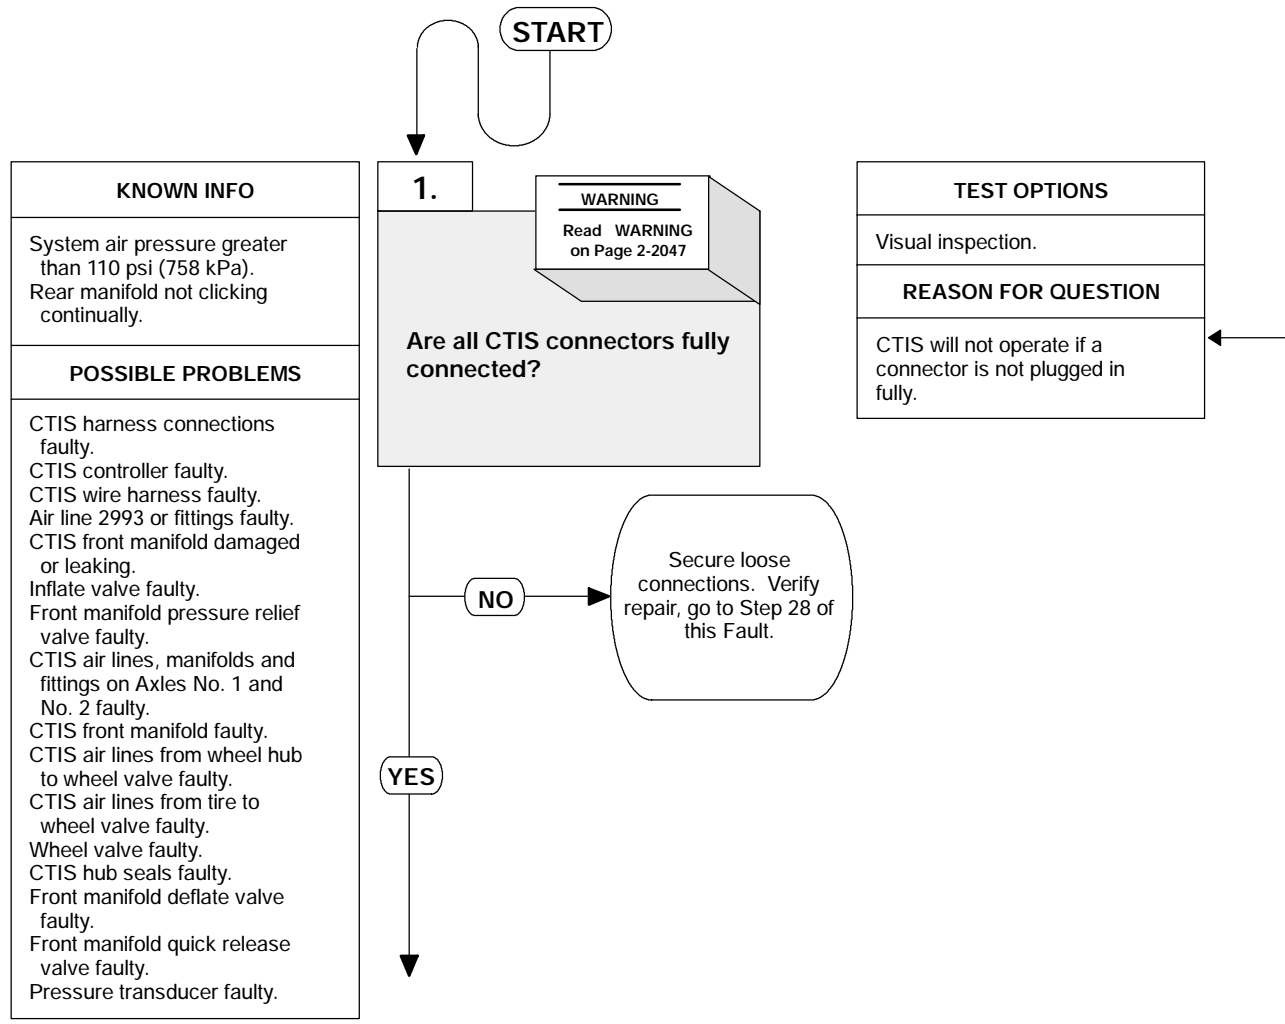 START
KNOWN INFO
System air pressure greater
than 110 psi (758 kPa).
Rear manifold not clicking
continually.
POSSIBLE PROBLEMS
CTIS harness connections
faulty.
CTIS controller faulty.
CTIS wire harness faulty.
Air line 2993 or fittings faulty.
CTIS front manifold damaged
or leaking.
Inflate valve faulty.
Front manifold pressure relief
valve faulty.
CTIS air lines, manifolds and
fittings on Axles No. 1 and
No. 2 faulty.
CTIS front manifold faulty.
CTIS air lines from wheel hub
to wheel valve faulty.
CTIS air lines from tire to
wheel valve faulty.
Wheel valve faulty.
CTIS hub seals faulty.
Front manifold deflate valve
faulty.
Front manifold quick release
valve faulty.
Pressure transducer faulty.
1.
WARNING
Read WARNING
on Page 2-2047
Are all CTIS connectors fully
connected?
NO
Secure loose
connections. Verify
repair, go to Step 28 of
this Fault.
YES
TEST OPTIONS
Visual inspection.
REASON FOR QUESTION
CTIS will not operate if a
connector is not plugged in
fully.